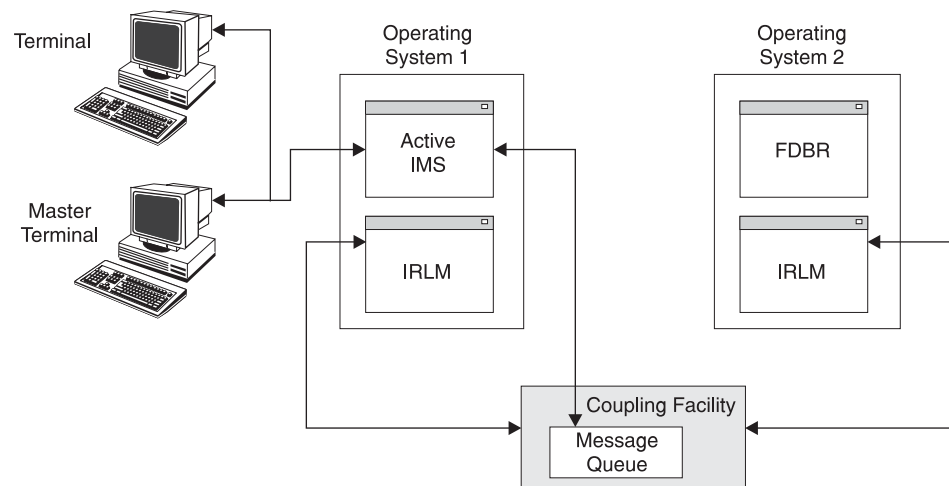 Terminal
Master
Terminal
Operating
System 1
Active
IMS
IRLM
Operating
System 2
FDBR
IRLM
Coupling Facility
Message
Queue